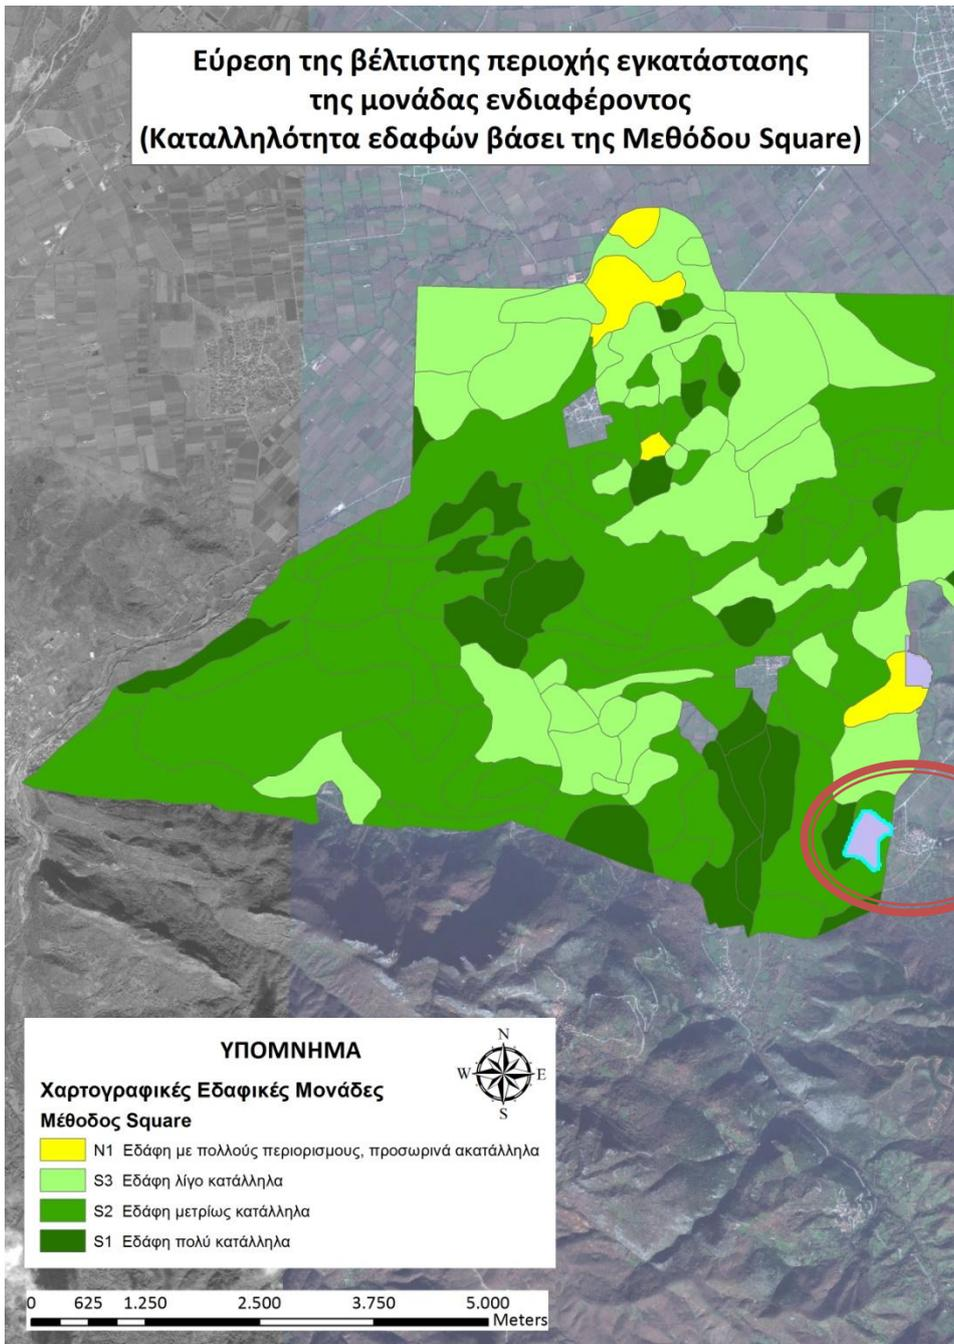 Εύρεση της βέλτιστης περιοχής εγκατάστασης
της μονάδας ενδιαφέροντος
(Καταλληλότητα εδαφών βάσει της Μεθόδου Square)
ΥΠΟΜΝΗΜΑ
N
W E
S
Χαρτογραφικές Εδαφικές Μονάδες
Μέθοδος Square
N1 Εδάφη με πολλούς περιορισμους, προσωρινά ακατάλληλα
S3 Εδάφη λίγο κατάλληλα
S2 Εδάφη μετρίως κατάλληλα
S1 Εδάφη πολύ κατάλληλα
0 625 1.250 2.500 3.750 5.000
Meters